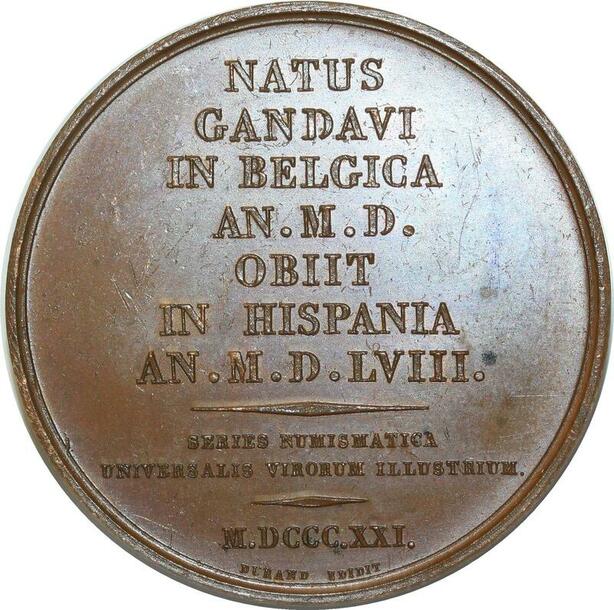 NATUS
GANDAVI
IN BELGICA
AN.M.D.
OBIIT
IN HISPANIA
AN.M.D.LVIII.
SERIES NUMISMATICA
UNIVERSALIS VIRORUM ILLUSTRIUM.
M.DCCC.XXI.
DURAND EDIDIT